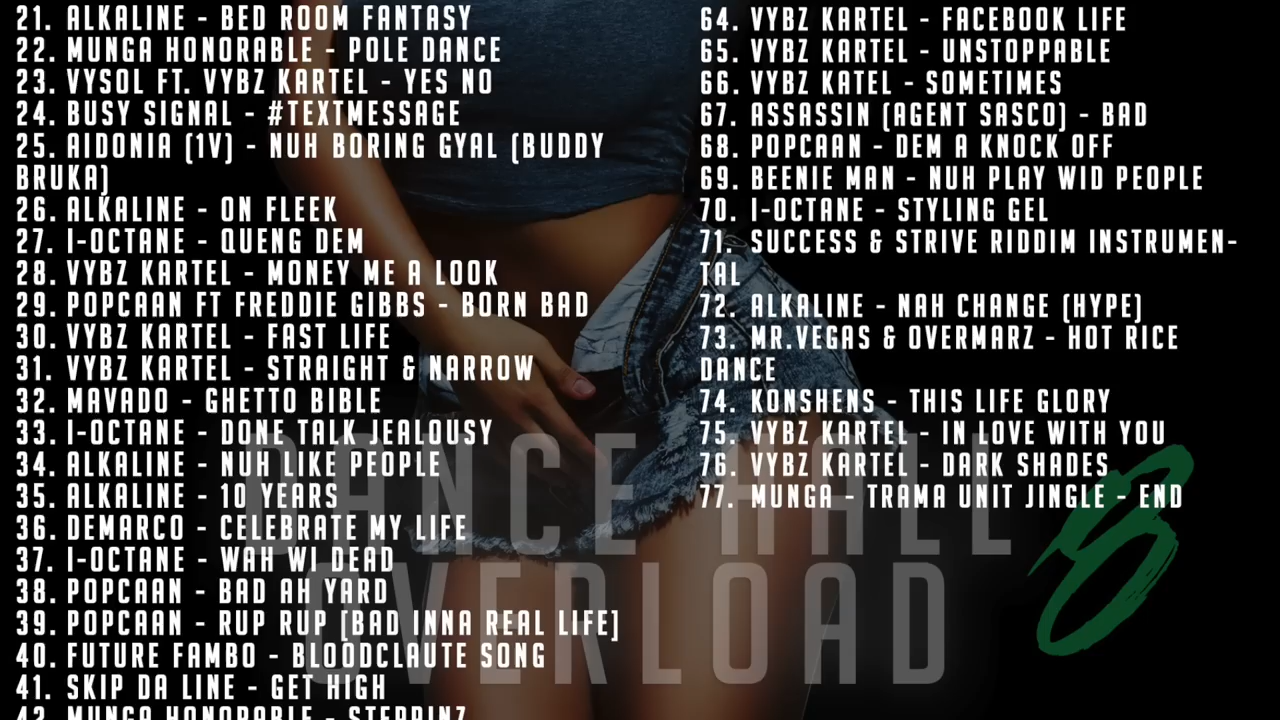 21. ALKALINE - BED ROOM FANTASY
22. MUNGA HONORABLE - POLE DANCE
23. VYSOL FT. VYBZ KARTEL - YES NO
24. BUSY SIGNAL - #TEXTMESSAGE
25. AIDONIA (1V) - NUH BORING GYAL (BUDDY
BRUKA)
26. ALKALINE - ON FLEEK
27. I-OCTANE - QUENG DEM
28. VYBZ KARTEL - MONEY ME A LOOK
29. POPCAAN FT FREDDIE GIBBS - BORN BAD
30. VYBZ KARTEL - FAST LIFE
31. VYBZ KARTEL - STRAIGHT & NARROW
32. MAVADO - GHETTO BIBLE
33. I-OCTANE - DONE TALK JEALOUSY
34. ALKALINE - NUH LIKE PEOPLE
35. ALKALINE - 10 YEARS
36. DEMARCO - CELEBRATE MY LIFE
37. I-OCTANE - WAH WI DEAD
38. POPCAAN - BAD AH YARD
39. POPCAAN - RUP RUP [BAD INNA REAL LIFE]
40. FUTURE FAMBO - BLOODCLAUTE SONG
41. SKIP DA LINE - GET HIGH
42. MUNGA HONORABLE - STEPPINZ
64. VYBZ KARTEL - FACEBOOK LIFE
65. VYBZ KARTEL - UNSTOPPABLE
66. VYBZ KATEL - SOMETIMES
67. ASSASSIN (AGENT SASCO) - BAD
68. POPCAAN - DEM A KNOCK OFF
69. BEENIE MAN - NUH PLAY WID PEOPLE
70. I-OCTANE - STYLING GEL
71. SUCCESS & STRIVE RIDDIM INSTRUMEN-
TAL
72. ALKALINE - NAH CHANGE (HYPE)
73. MR.VEGAS & OVERMARZ - HOT RICE
DANCE
74. KONSHENS - THIS LIFE GLORY
75. VYBZ KARTEL - IN LOVE WITH YOU
76. VYBZ KARTEL - DARK SHADES
77. MUNGA - TRAMA UNIT JINGLE - END
DANCE HALL
OVERLOAD
8